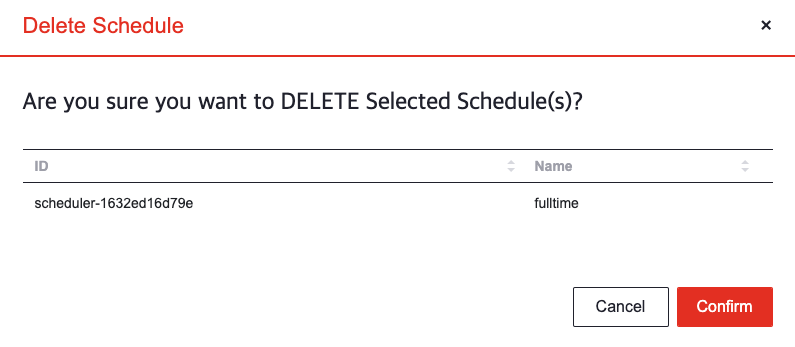 Delete Schedule
×
Are you sure you want to DELETE Selected Schedule(s)?
ID Name
scheduler-1632ed16d79e fulltime
Cancel Confirm